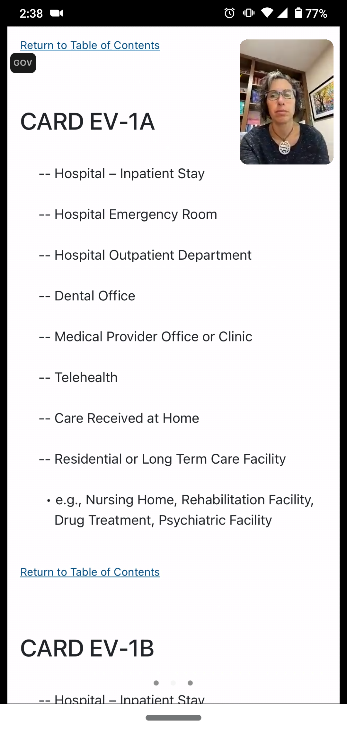 2:38
77%
Return to Table of Contents
GOV
CARD EV-1A
-- Hospital – Inpatient Stay
-- Hospital Emergency Room
-- Hospital Outpatient Department
-- Dental Office
-- Medical Provider Office or Clinic
-- Telehealth
-- Care Received at Home
-- Residential or Long Term Care Facility
• e.g., Nursing Home, Rehabilitation Facility,
Drug Treatment, Psychiatric Facility
Return to Table of Contents
CARD EV-1B
-- Hospital – Inpatient Stay